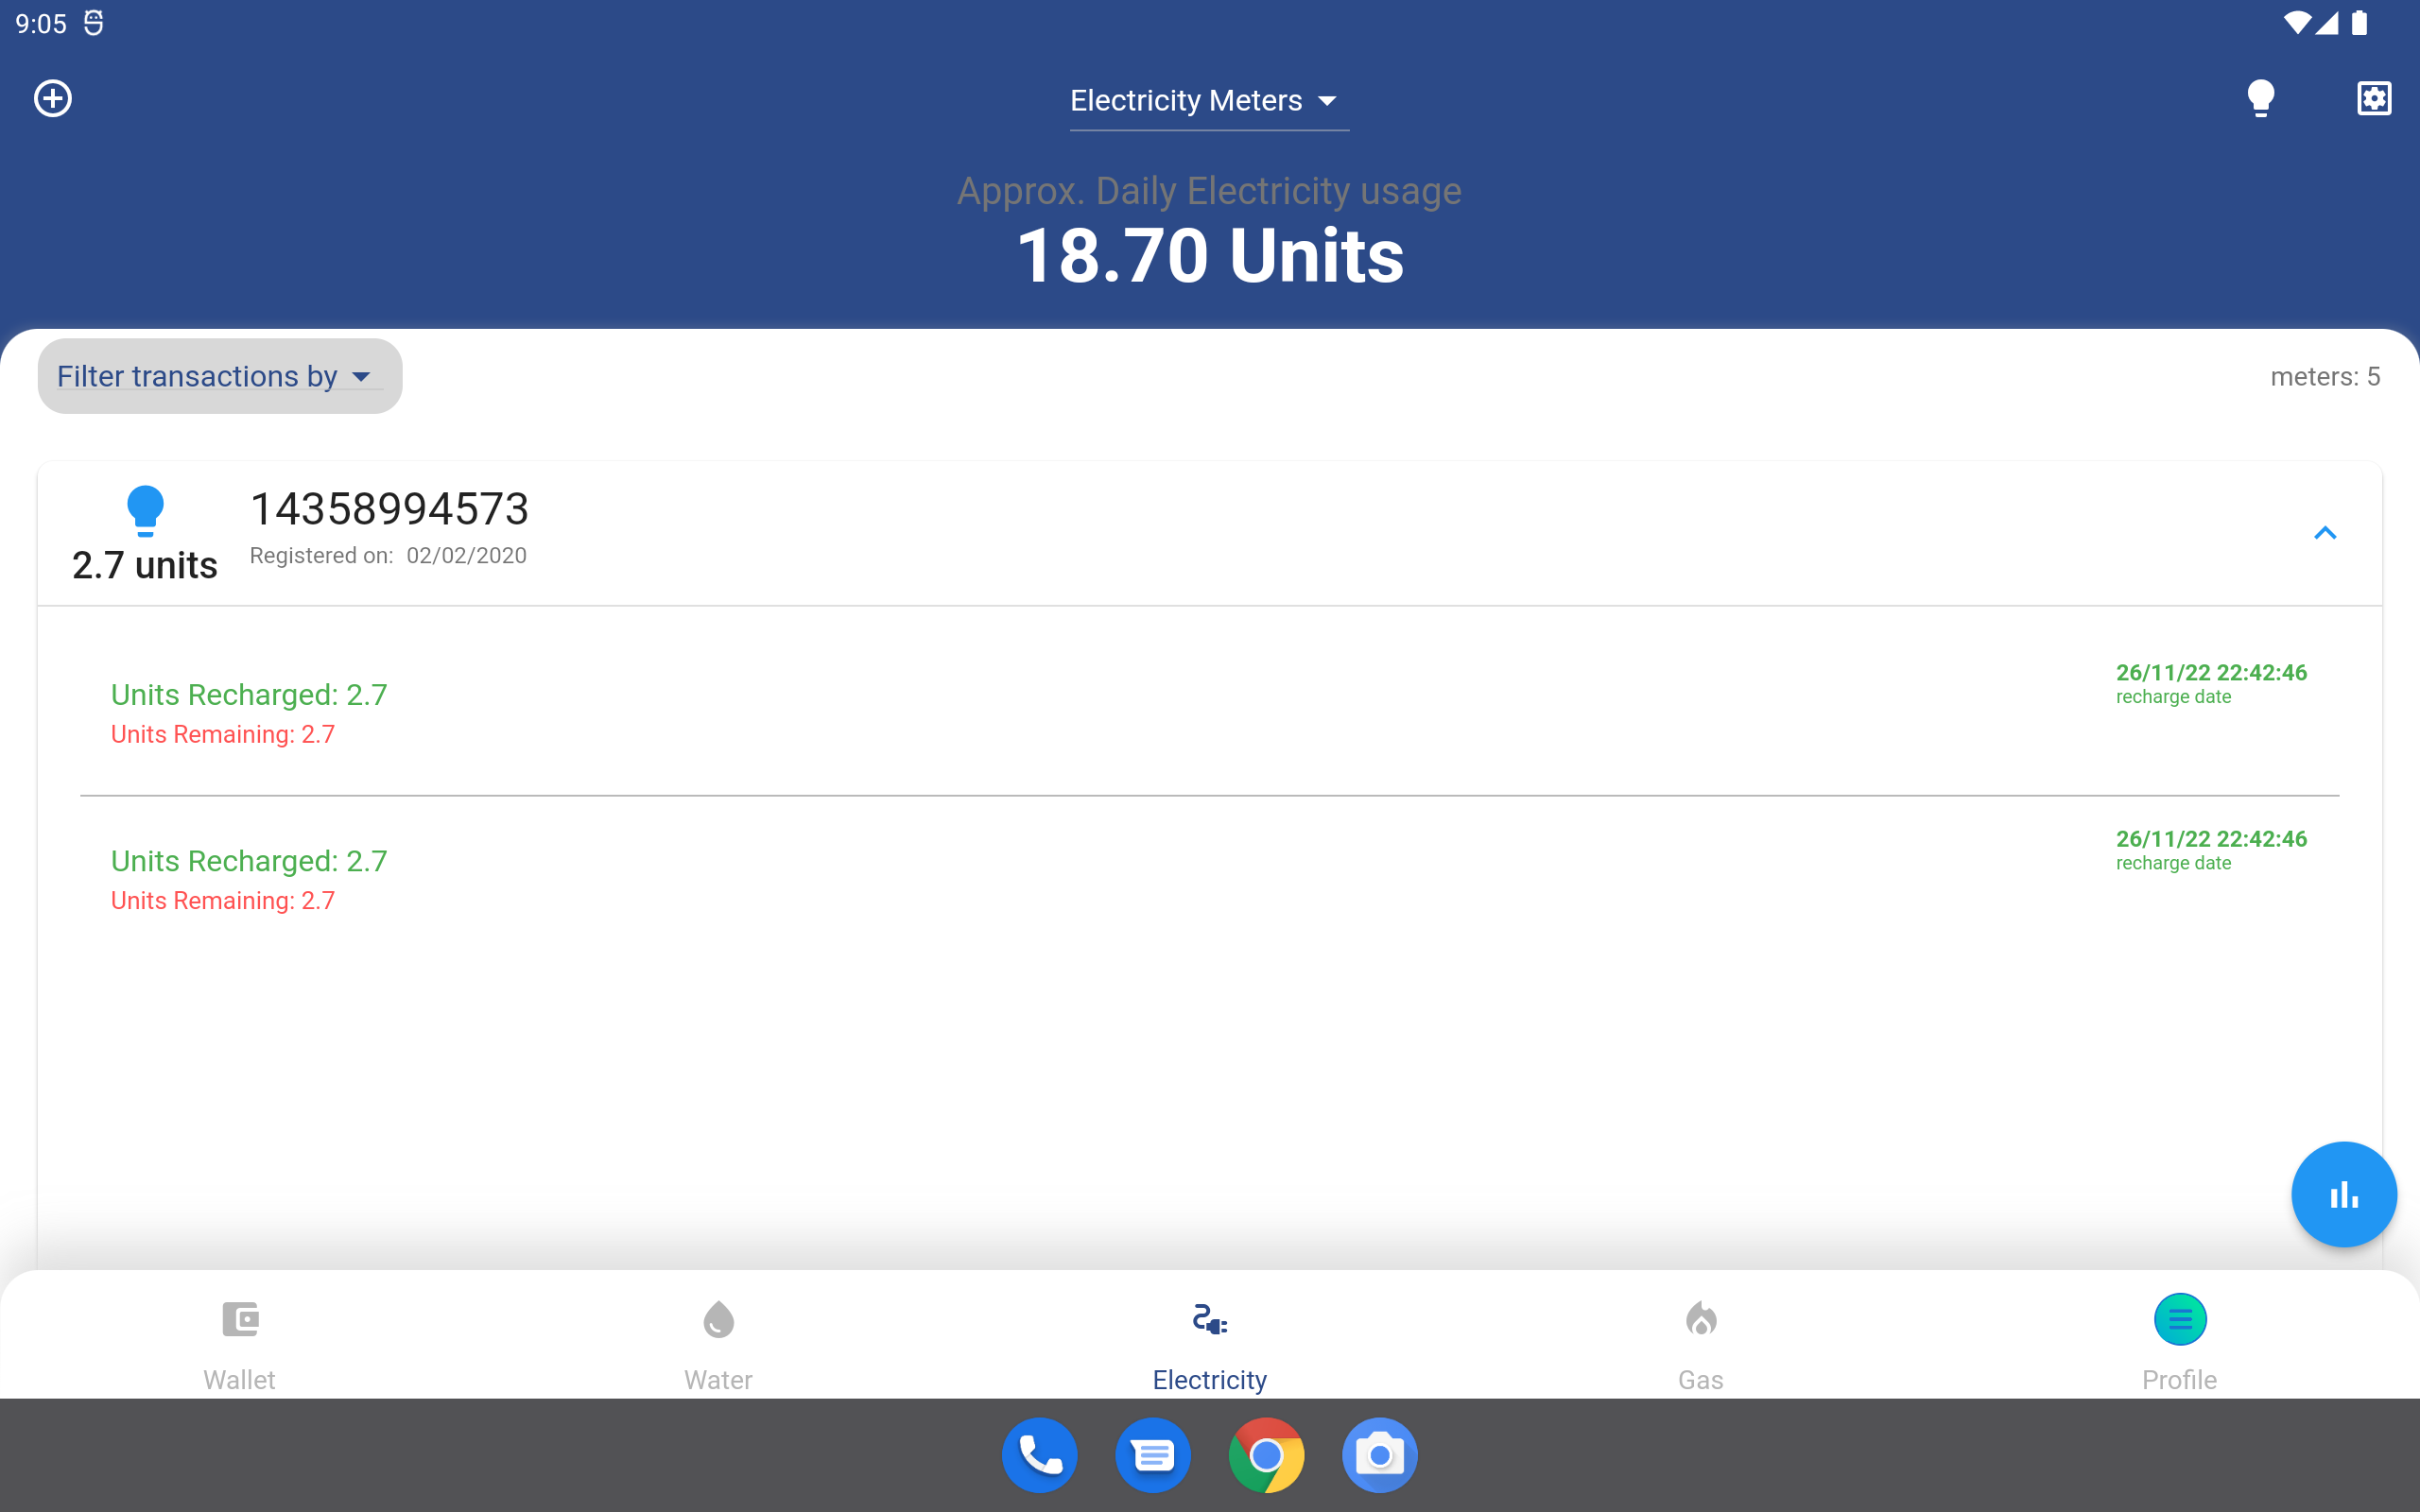 9:05
Electricity Meters
Approx. Daily Electricity usage
18.70 Units
Filter transactions by
meters: 5
14358994573
2.7 units
Registered on: 02/02/2020
26/11/22 22:42:46
Units Recharged: 2.7
recharge date
Units Remaining: 2.7
26/11/22 22:42:46
Units Recharged: 2.7
recharge date
Units Remaining: 2.7
Wallet
Water
Electricity
Gas
Profile